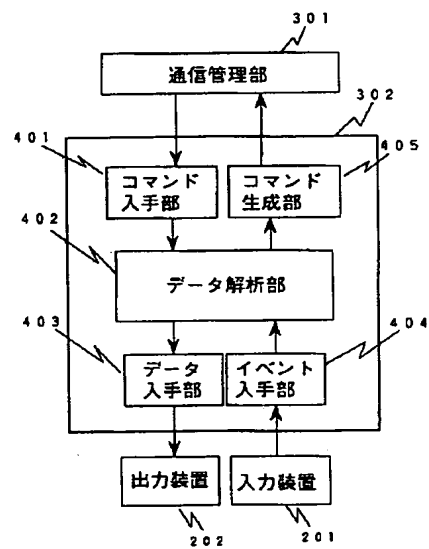 301
通信管理部
302
401
コマンド
入手部
405
コマンド
生成部
402
データ解析部
403
データ
入手部
404
イベント
入手部
出力装置
202
入力装置
201